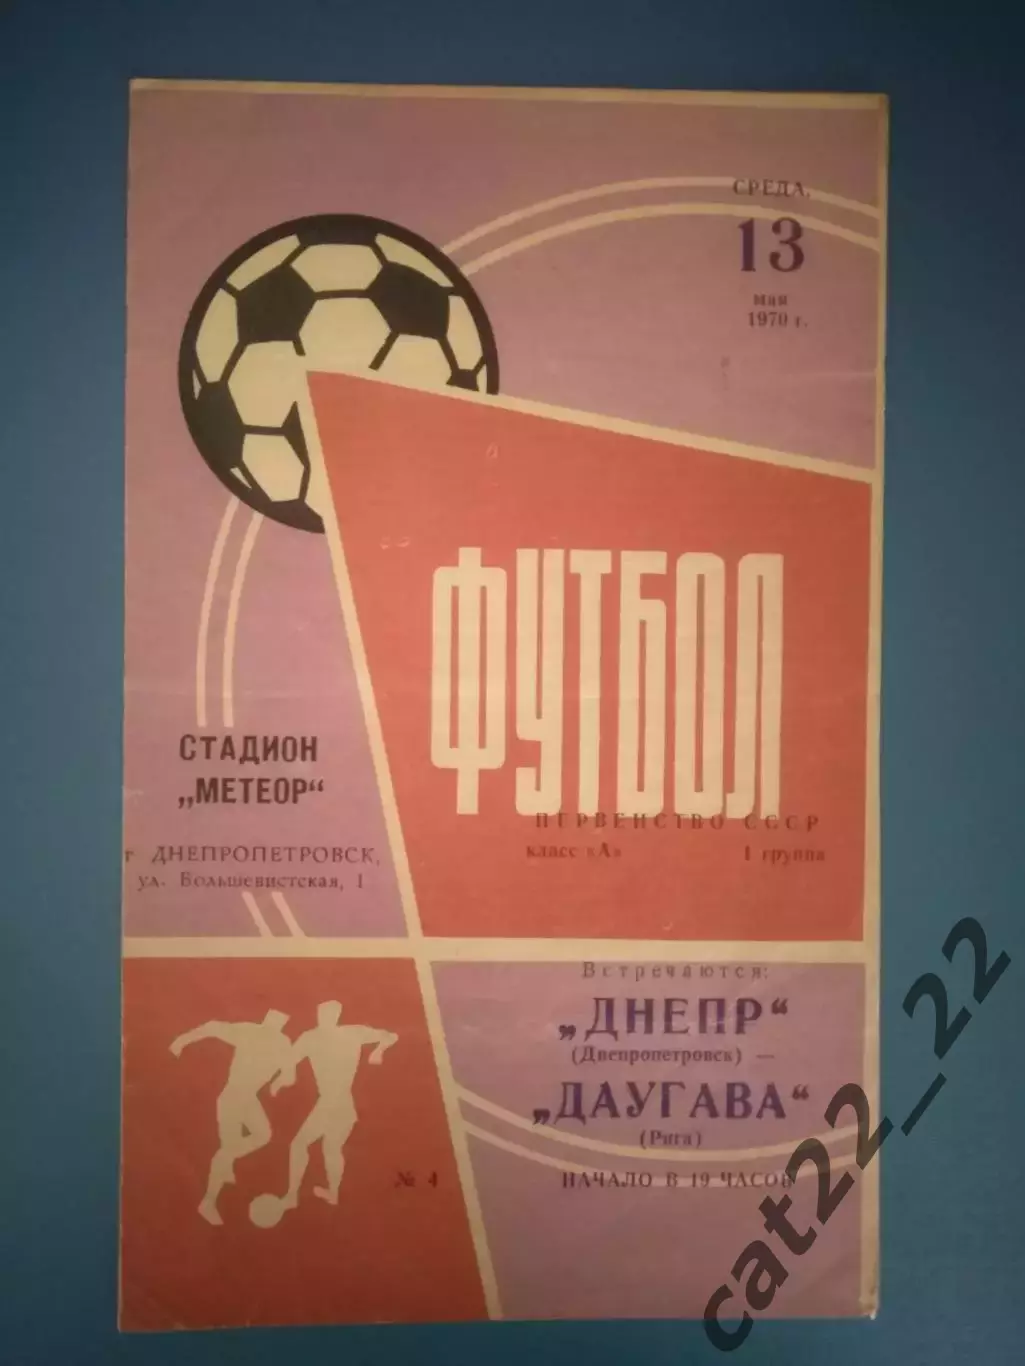 СРЕДА,
13
мая
1970 г.
ФУТБОЛ
СТАДИОН
„МЕТЕОР“
г ДНЕПРОПЕТРОВСК,
ул. Большевистская, 1
ПЕРВЕНСТВО СССР
класс «А» I группа
Встречаются:
„ДНЕПР“
(Днепропетровск) —
„ДАУГАВА“
(Рига)
№ 4
НАЧАЛО В 19 ЧАСОВ
cat22_22